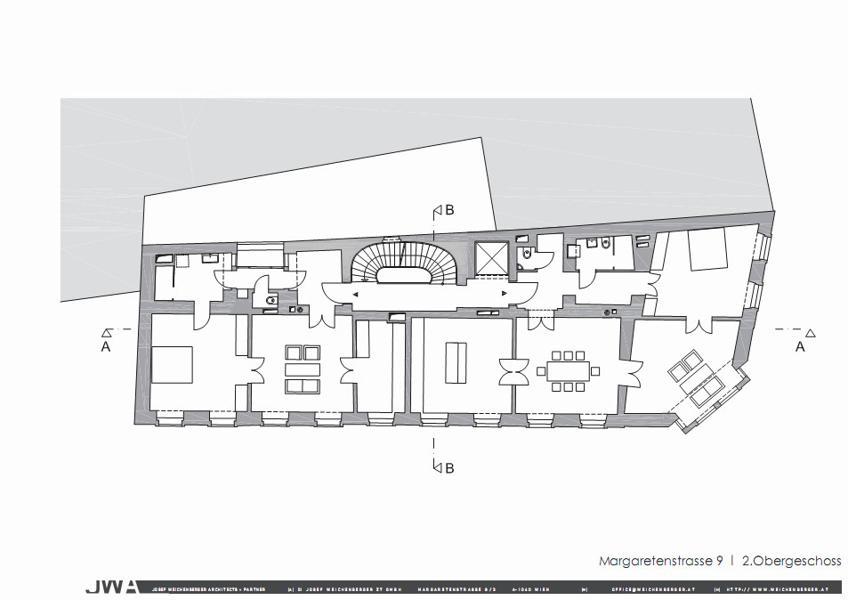 B
A
A
B
Margaretenstrasse 9 | 2.Obergeschoss
JWA JOSEF WEICHENBERGER ARCHITECTS + PARTNER [A] DI JOSEF WEICHENBERGER ZT GMBH MARGARETENSTRASSE 9/3 A-1040 WIEN [@] OFFICE@WEICHENBERGER.AT [H] HTTP://WWW.WEICHENBERGER.AT